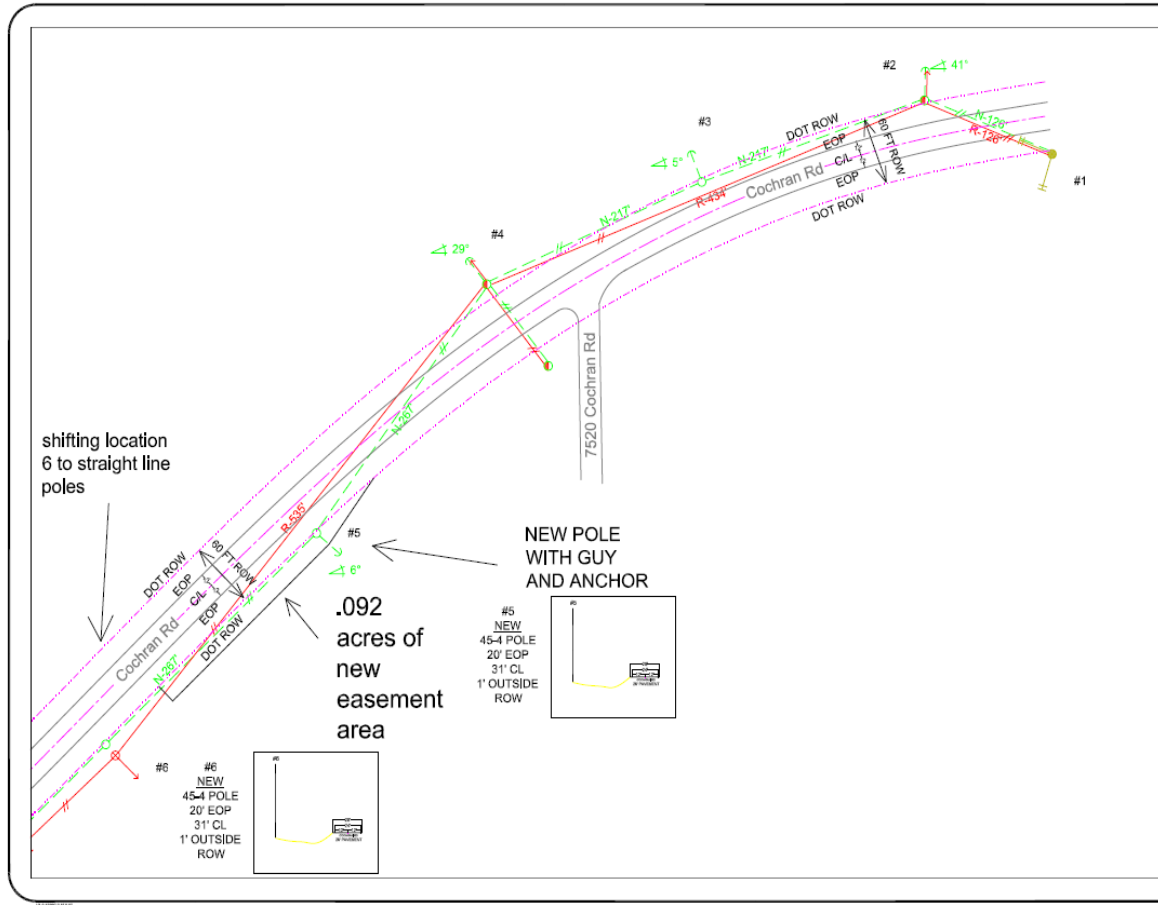 #2
41°
#3
DOT ROW
60 FT ROW
EOP
C/L
EOP
Cochran Rd
DOT ROW
N-126'
R-126'
#1
5°
N-217'
N-217'
R-434'
#4
29°
7520 Cochran Rd
shifting location
6 to straight line
poles
N-267'
R-535'
#5
6°
NEW POLE
WITH GUY
AND ANCHOR
DOT ROW
60 FT ROW
EOP
C/L
EOP
DOT ROW
Cochran Rd
N-267'
.092
acres of
new
easement
area
#5
NEW
45-4 POLE
20' EOP
31' CL
1' OUTSIDE
ROW
#5
#6
#6
NEW
45-4 POLE
20' EOP
31' CL
1' OUTSIDE
ROW
#6